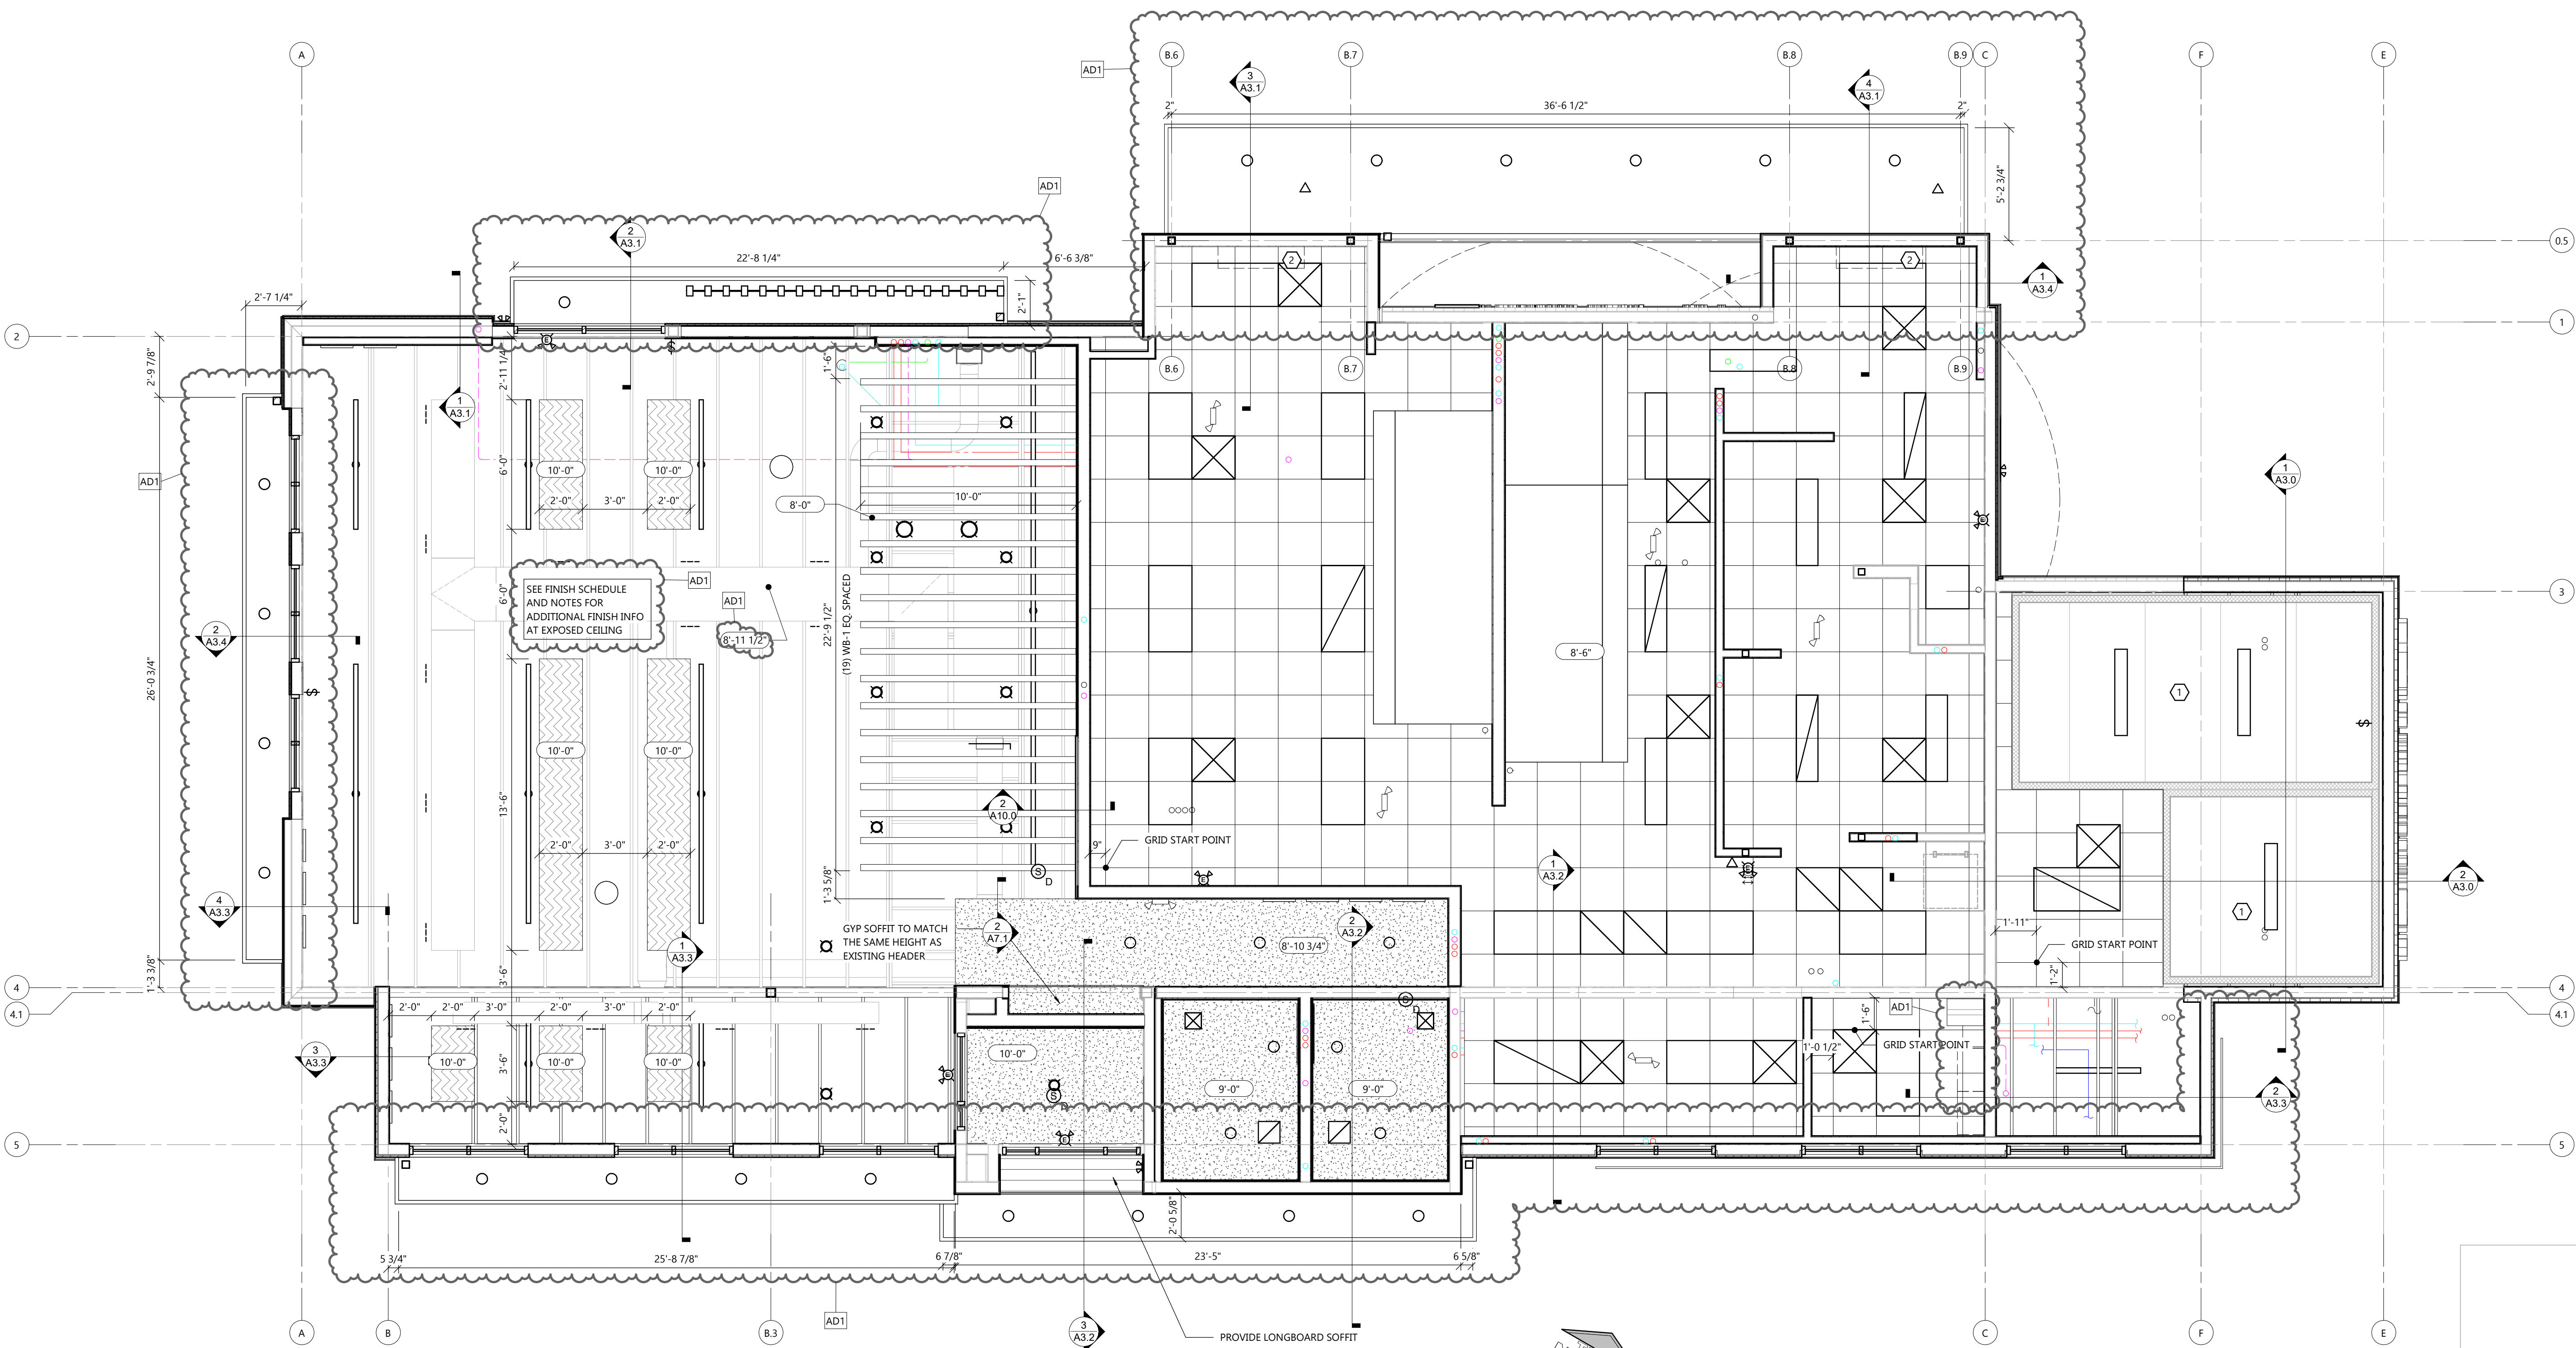 A
B.6
B.7
B.8
B.9
C
F
E
AD1
3
A3.1
4
A3.1
2"
36'-6 1/2"
2"
5'-2 3/4"
AD1
2
A3.1
22'-8 1/4"
6'-6 3/8"
2'-1"
2
2
0.5
1
A3.4
2'-7 1/4"
2
1
2'-9 7/8"
2'-11 1/4"
1'-6"
B.6
B.7
B.8
B.9
1
A3.1
E
6'-0"
10'-0"
10'-0"
2'-0"
3'-0"
2'-0"
8'-0"
10'-0"
AD1
1
A3.0
E
SEE FINISH SCHEDULE
AND NOTES FOR
ADDITIONAL FINISH INFO
AT EXPOSED CEILING
AD1
AD1
8'-11 1/2"
6'-0"
22'-9 1/2"
(19) WB-1 EQ. SPACED
3
2
A3.4
26'-0 3/4"
$
8'-6"
1
$
10'-0"
10'-0"
13'-6"
2
A10.0
GRID START POINT
9"
2'-0"
3'-0"
2'-0"
S
D
E
1
A3.2
E
2
A3.0
1'-3 5/8"
4
A3.3
GYP SOFFIT TO MATCH
THE SAME HEIGHT AS
EXISTING HEADER
2
A7.1
8'-10 3/4"
2
A3.2
1
1'-11"
GRID START POINT
1'-2"
1
A3.3
3'-6"
1'-3 3/8"
4
4.1
4
4.1
2'-0"
2'-0"
3'-0"
2'-0"
3'-0"
2'-0"
S
D
AD1
1'-6"
GRID START POINT
1'-0 1/2"
3
A3.3
10'-0"
10'-0"
10'-0"
3'-6"
10'-0"
E
S
D
9'-0"
9'-0"
2
A3.3
2'-0"
E
5
5
2'-0 5/8"
5 3/4"
25'-8 7/8"
6 7/8"
23'-5"
6 5/8"
AD1
A
B
B.3
3
A3.2
PROVIDE LONGBOARD SOFFIT
C
F
E